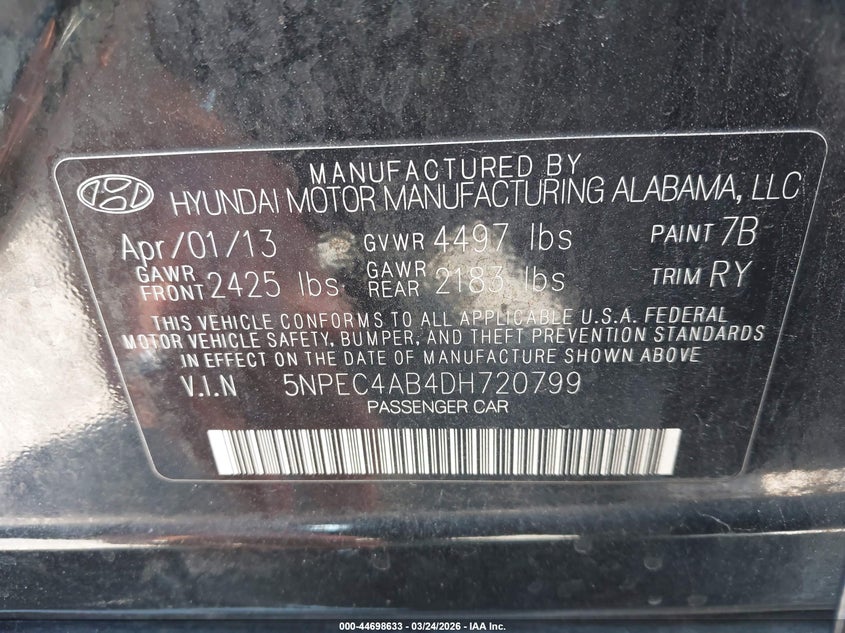 MANUFACTURED BY
HYUNDAI MOTOR MANUFACTURING ALABAMA, LLC
Apr/01/13 GVWR 4497 lbs PAINT 7B
GAWR FRONT 2425 lbs GAWR REAR 2183 lbs TRIM RY
THIS VEHICLE CONFORMS TO ALL APPLICABLE U.S.A. FEDERAL
MOTOR VEHICLE SAFETY, BUMPER, AND THEFT PREVENTION STANDARDS
IN EFFECT ON THE DATE OF MANUFACTURE SHOWN ABOVE
V.I.N 5NPEC4AB4DH720799
PASSENGER CAR
000-44698633 - 03/24/2026 - IAA Inc.